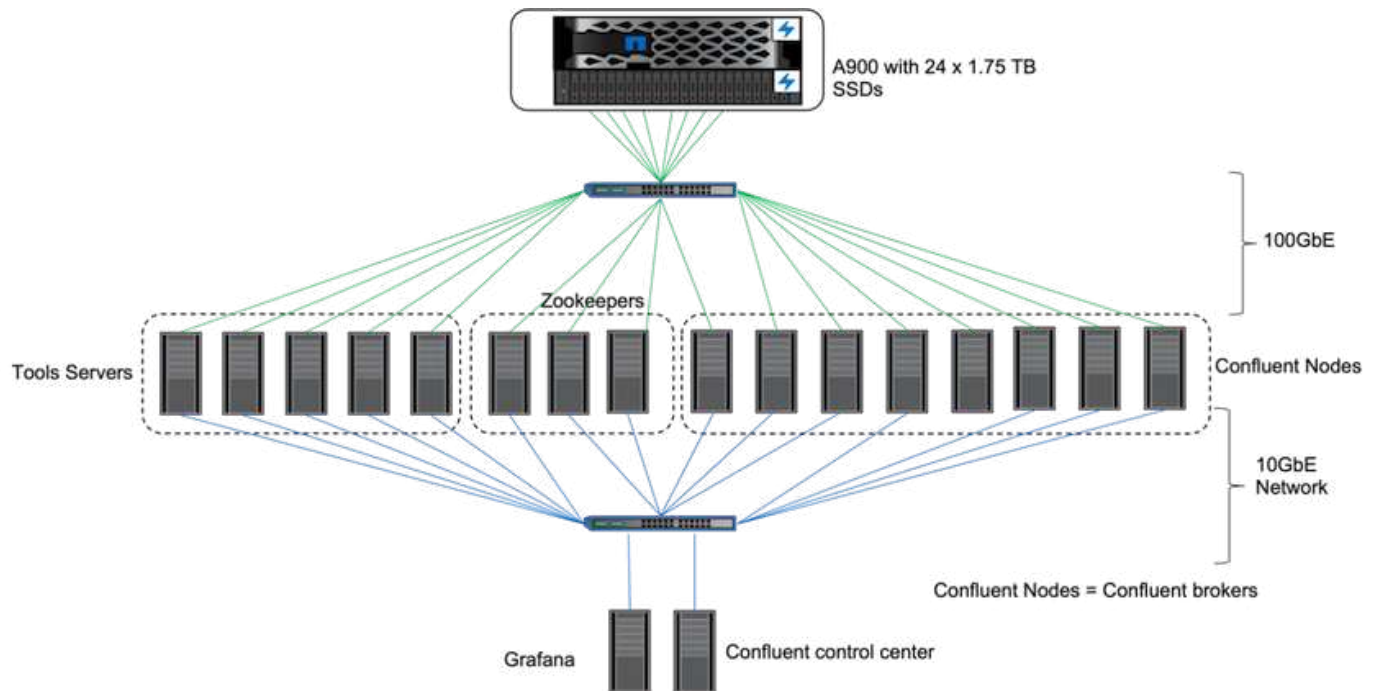 A900 with 24 x 1.75 TB
SSDs
100GbE
Zookeepers
Tools Servers
Confluent Nodes
10GbE
Network
Confluent Nodes = Confluent brokers
Grafana
Confluent control center